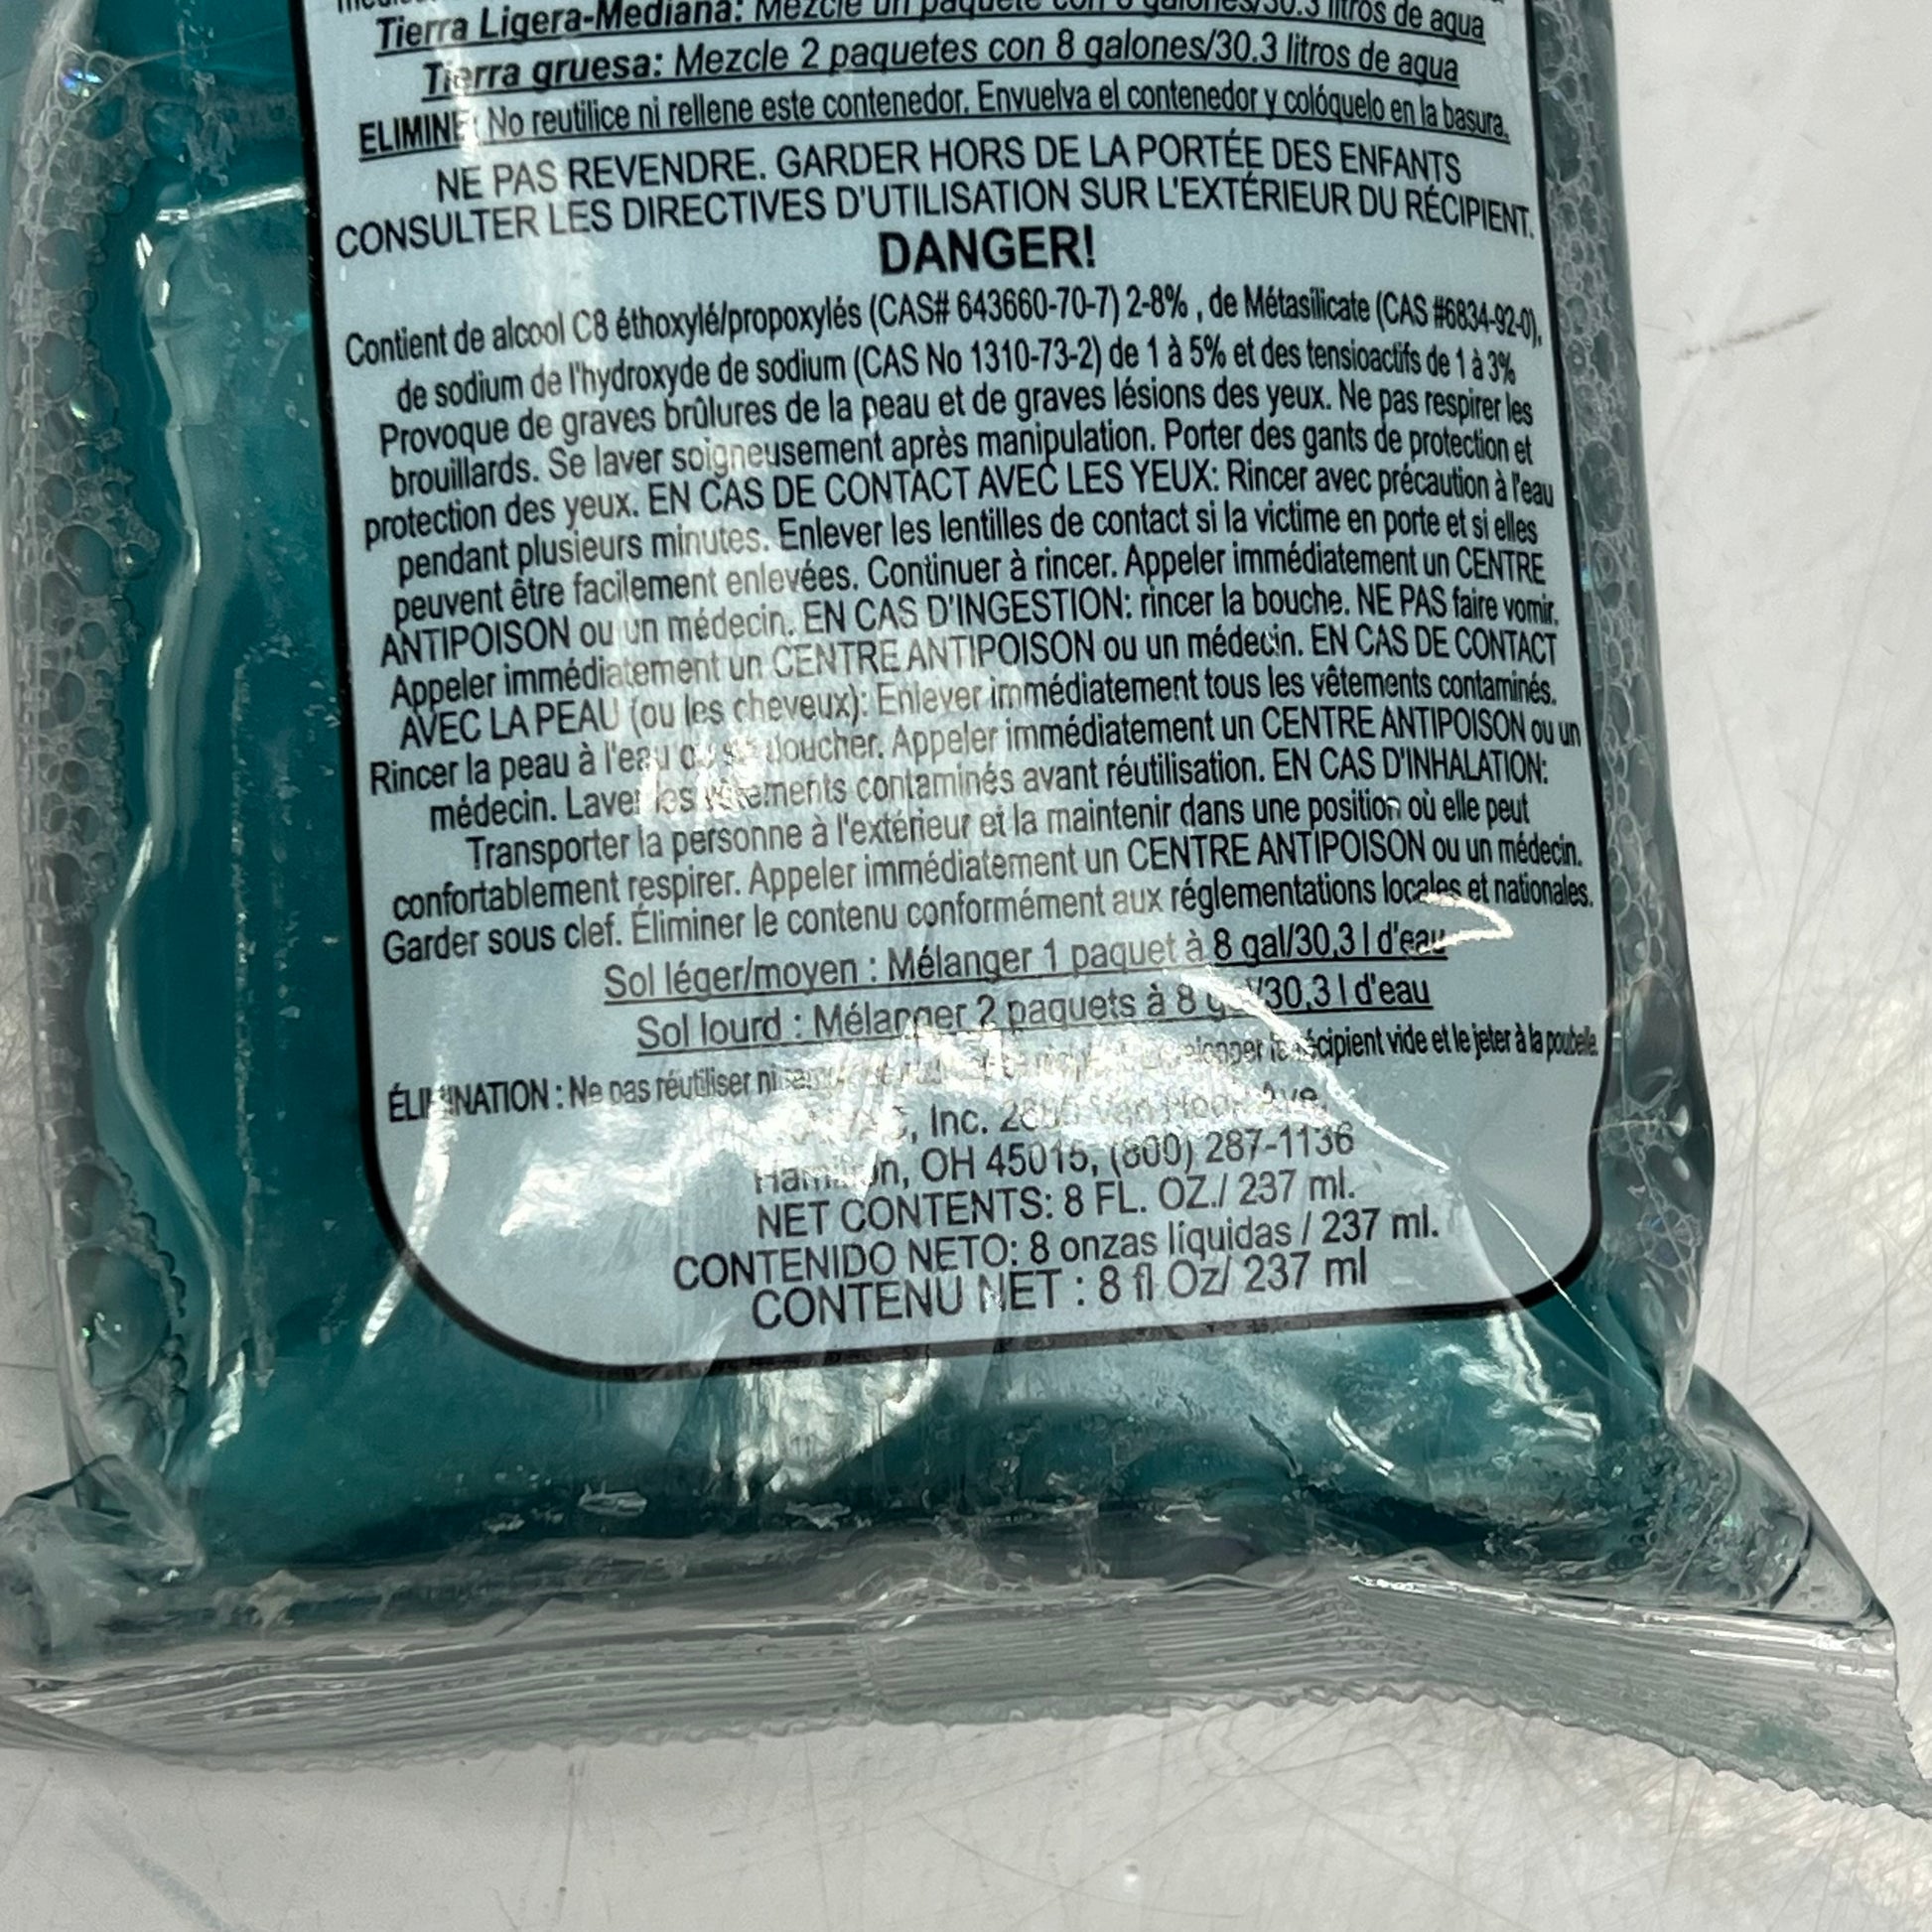 Tierra Ligera-Mediana: Mezcle un paquete con 8 galones/30.3 litros de agua
Tierra gruesa: Mezcle 2 paquetes con 8 galones/30.3 litros de agua
ELIMINE: No reutilice ni rellene este contenedor. Envuelva el contenedor y colóquelo en la basura.
NE PAS REVENDRE. GARDER HORS DE LA PORTÉE DES ENFANTS
CONSULTER LES DIRECTIVES D'UTILISATION SUR L'EXTÉRIEUR DU RÉCIPIENT.
DANGER!
Contient de alcool C8 éthoxylé/propoxylés (CAS# 643660-70-7) 2-8% , de Métasilicate (CAS #6834-92-0),
de sodium de l'hydroxyde de sodium (CAS No 1310-73-2) de 1 à 5% et des tensioactifs de 1 à 3%
Provoque de graves brûlures de la peau et de graves lésions des yeux. Ne pas respirer les
brouillards. Se laver soigneusement après manipulation. Porter des gants de protection et
protection des yeux. EN CAS DE CONTACT AVEC LES YEUX: Rincer avec précaution à l'eau
pendant plusieurs minutes. Enlever les lentilles de contact si la victime en porte et si elles
peuvent être facilement enlevées. Continuer à rincer. Appeler immédiatement un CENTRE
ANTIPOISON ou un médecin. EN CAS D'INGESTION: rincer la bouche. NE PAS faire vomir.
Appeler immédiatement un CENTRE ANTIPOISON ou un médecin. EN CAS DE CONTACT
AVEC LA PEAU (ou les cheveux): Enlever immédiatement tous les vêtements contaminés.
Rincer la peau à l'eau ou se doucher. Appeler immédiatement un CENTRE ANTIPOISON ou un
médecin. Laver les vêtements contaminés avant réutilisation. EN CAS D'INHALATION:
Transporter la personne à l'extérieur et la maintenir dans une position où elle peut
confortablement respirer. Appeler immédiatement un CENTRE ANTIPOISON ou un médecin.
Garder sous clef. Éliminer le contenu conformément aux réglementations locales et nationales.
Sol léger/moyen : Mélanger 1 paquet à 8 gal/30,3 l d'eau
Sol lourd : Mélanger 2 paquets à 8 gal/30,3 l d'eau
ÉLIMINATION : Ne pas réutiliser ni récipient vide et le jeter à la poubelle.
Inc. Ave.
Hamilton, OH 45015, (800) 287-1136
NET CONTENTS: 8 FL. OZ./ 237 ml.
CONTENIDO NETO: 8 onzas líquidas / 237 ml.
CONTENU NET : 8 fl Oz/ 237 ml